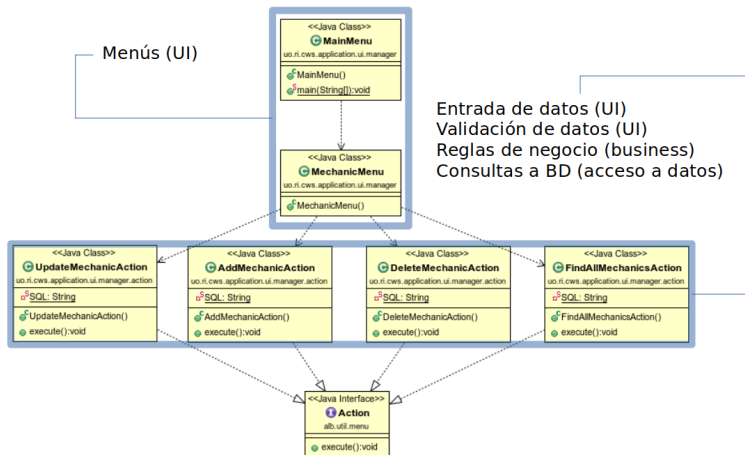 <<Java Class>>
MainMenu
uo.ri.cws.application.ui.manager
MainMenu()
main(String[]):void
Menús (UI)
Entrada de datos (UI)
Validación de datos (UI)
Reglas de negocio (business)
Consultas a BD (acceso a datos)
<<Java Class>>
MechanicMenu
uo.ri.cws.application.ui.manager
MechanicMenu()
<<Java Class>>
UpdateMechanicAction
uo.ri.cws.application.ui.manager.action
SQL: String
UpdateMechanicAction()
execute():void
<<Java Class>>
AddMechanicAction
uo.ri.cws.application.ui.manager.action
SQL: String
AddMechanicAction()
execute():void
<<Java Class>>
DeleteMechanicAction
uo.ri.cws.application.ui.manager.action
SQL: String
DeleteMechanicAction()
execute():void
<<Java Class>>
FindAllMechanicsAction
uo.ri.cws.application.ui.manager.action
SQL: String
FindAllMechanicsAction()
execute():void
<<Java Interface>>
Action
alb.util.menu
execute():void